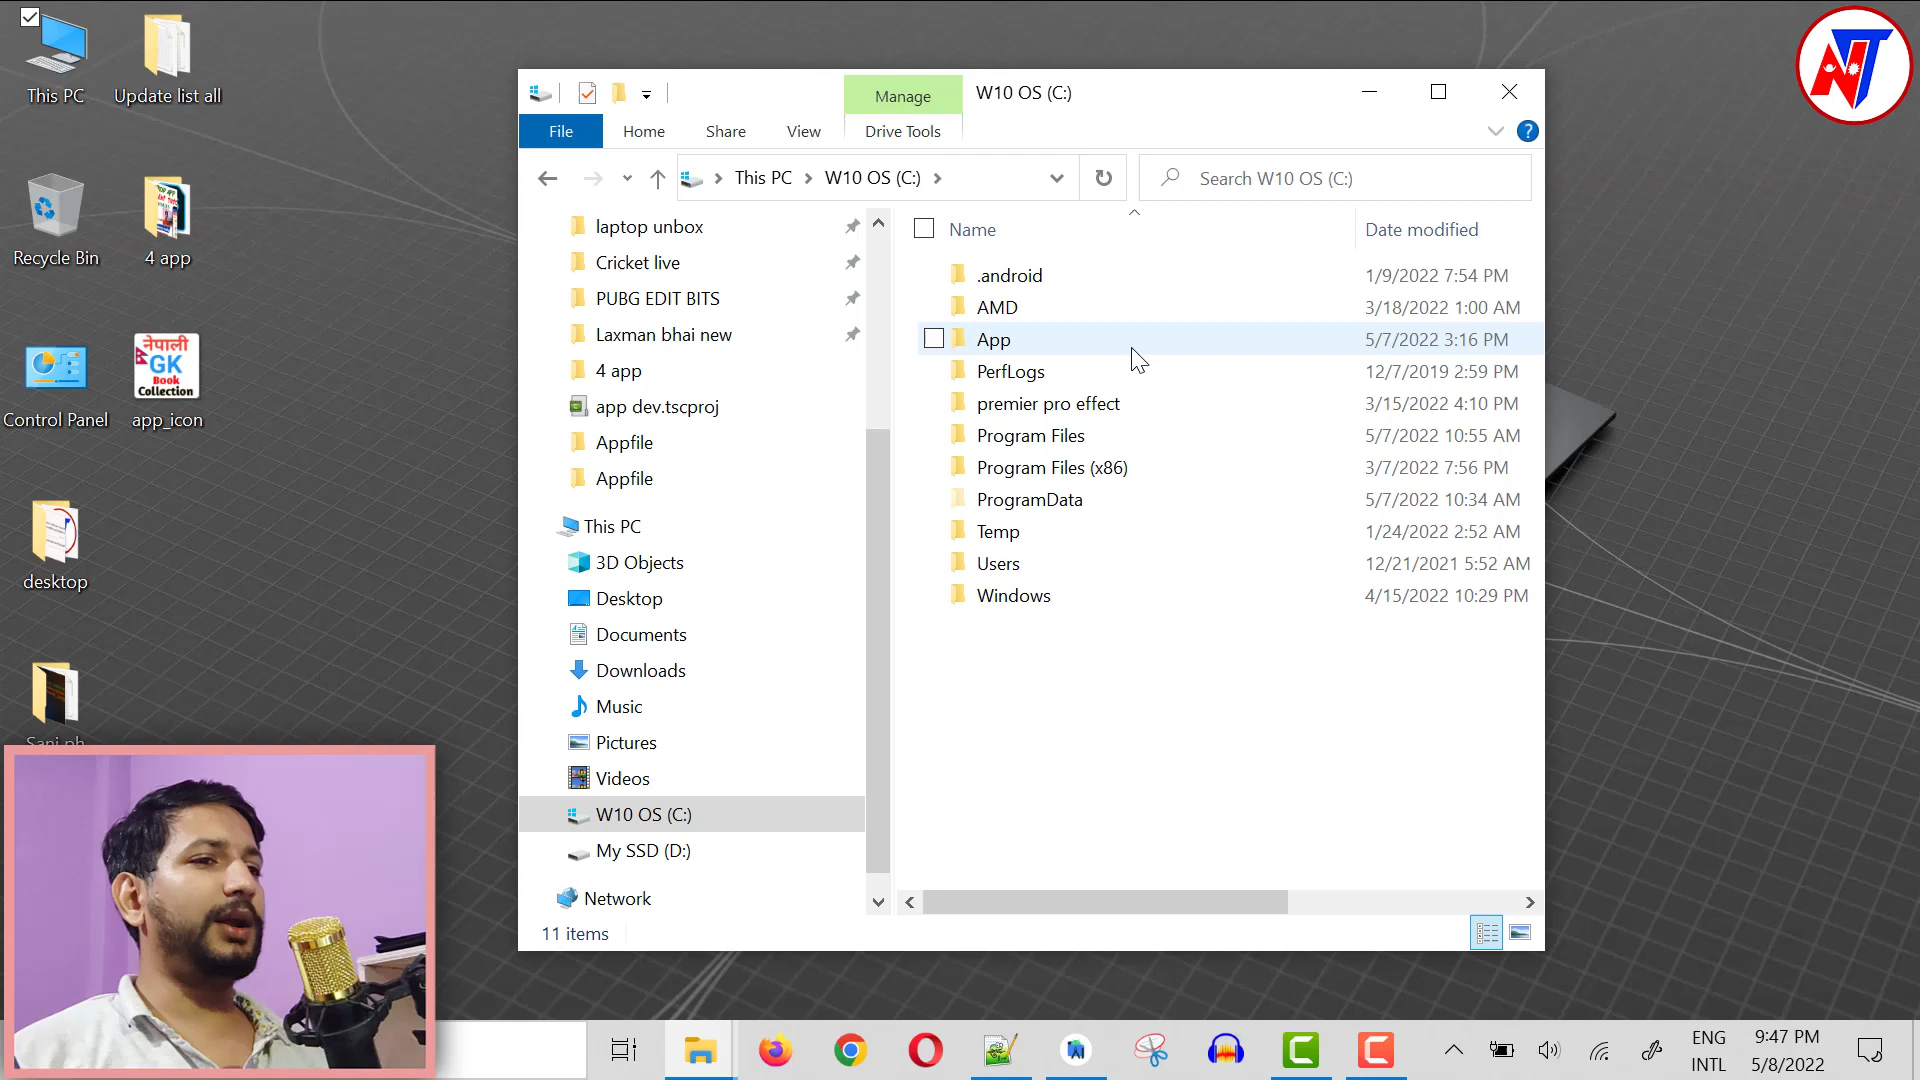 This PC
Update list all
Recycle Bin
4 app
Control Panel
नेपाली
GK
Book
Collection
app_icon
desktop
NT
Manage
W10 OS (C:)
File
Home
Share
View
Drive Tools
This PC
W10 OS (C:)
Search W10 OS (C:)
laptop unbox
Cricket live
PUBG EDIT BITS
Laxman bhai new
4 app
app dev.tscproj
Appfile
Appfile
This PC
3D Objects
Desktop
Documents
Downloads
Music
Pictures
Videos
W10 OS (C:)
My SSD (D:)
Network
11 items
Name Date modified
.android 1/9/2022 7:54 PM
AMD 3/18/2022 1:00 AM
App 5/7/2022 3:16 PM
PerfLogs 12/7/2019 2:59 PM
premier pro effect 3/15/2022 4:10 PM
Program Files 5/7/2022 10:55 AM
Program Files (x86) 3/7/2022 7:56 PM
ProgramData 5/7/2022 10:34 AM
Temp 1/24/2022 2:52 AM
Users 12/21/2021 5:52 AM
Windows 4/15/2022 10:29 PM
ENG
INTL
9:47 PM
5/8/2022